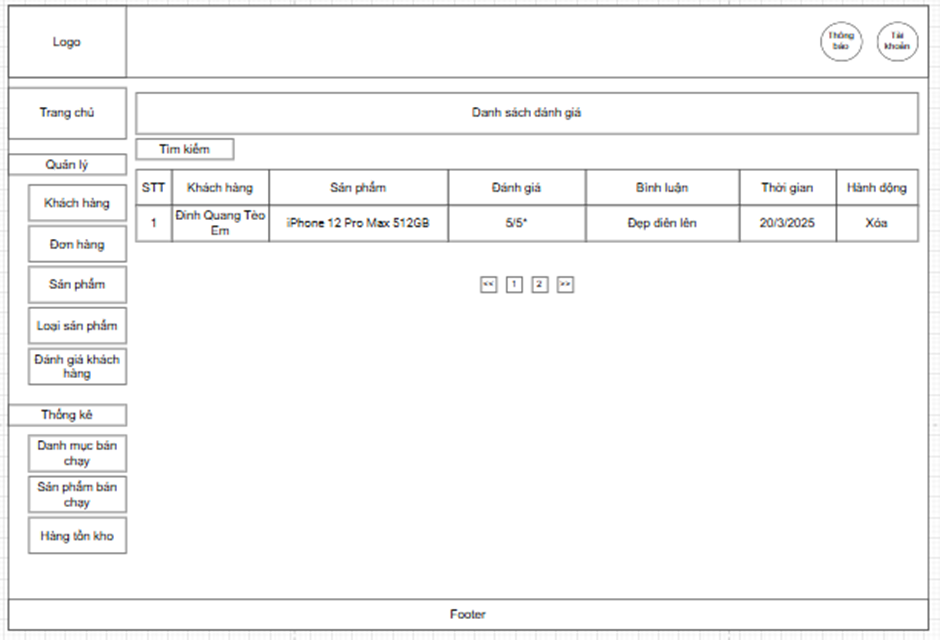 Logo
Thông
báo
Tài
khoản
Trang chủ
Danh sách đánh giá
Quản lý
Tìm kiếm
STT
Khách hàng
Sản phẩm
Đánh giá
Bình luận
Thời gian
Hành động
1
Đinh Quang Tèo
Em
iPhone 12 Pro Max 512GB
5/5*
Đẹp điên lên
20/3/2025
Xóa
<<
1
2
>>
Khách hàng
Đơn hàng
Sản phẩm
Loại sản phẩm
Đánh giá khách
hàng
Thống kê
Danh mục bán
chạy
Sản phẩm bán
chạy
Hàng tồn kho
Footer